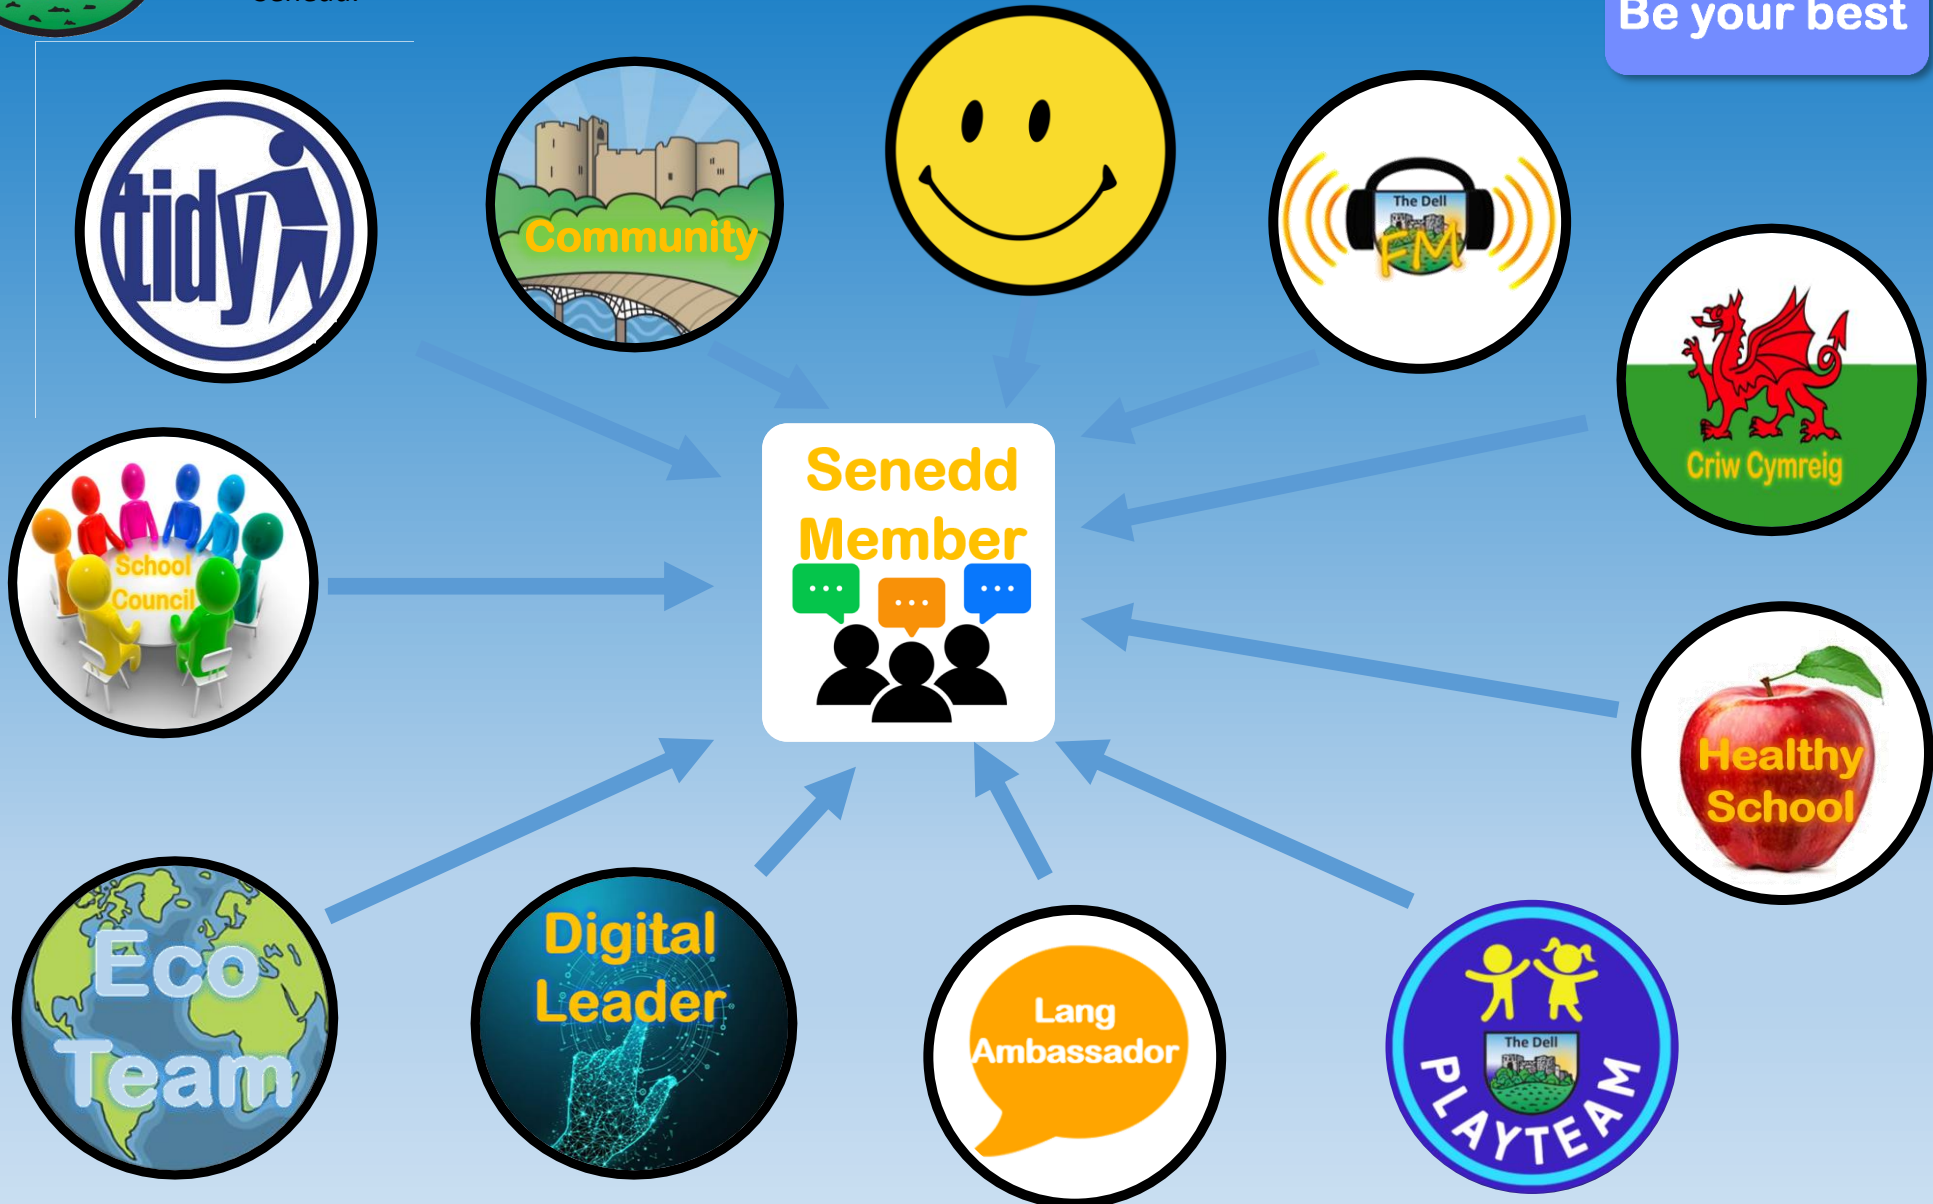 Senedd.
Be your best
tidy
Community
The Dell
FM
Criw Cymreig
School
Council
Senedd
Member
Healthy
School
Eco
Team
Digital
Leader
Lang
Ambassador
The Dell
PLAYTEAM